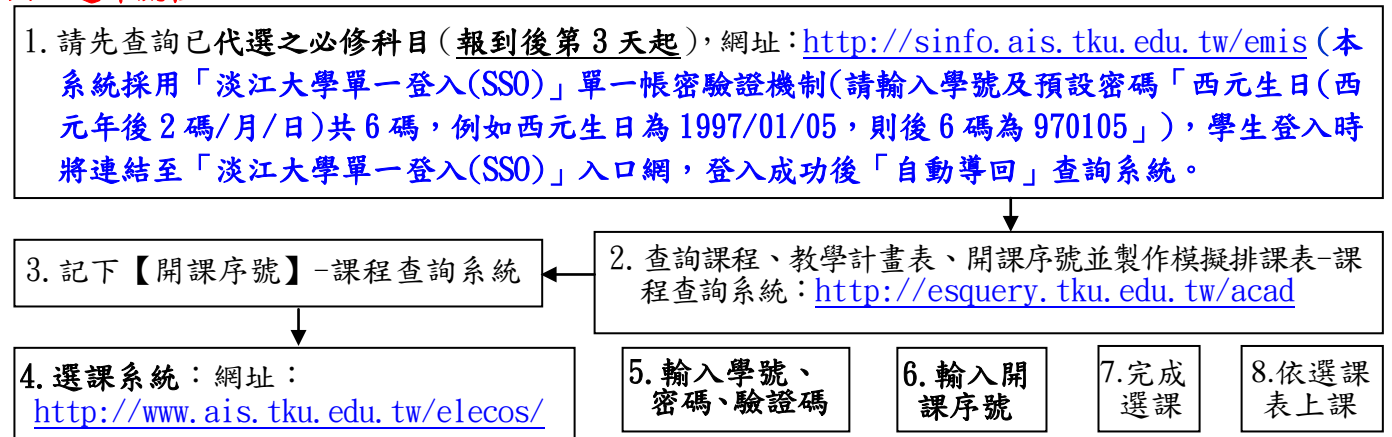 1. 請先查詢已代選之必修科目(報到後第 3 天起)，網址：http://sinfo.ais.tku.edu.tw/emis (本
系統採用「淡江大學單一登入(SSO)」單一帳密驗證機制(請輸入學號及預設密碼「西元生日(西
元年後 2 碼/月/日)共 6 碼，例如西元生日為 1997/01/05，則後 6 碼為 970105」)，學生登入時
將連結至「淡江大學單一登入(SSO)」入口網，登入成功後「自動導回」查詢系統。
2. 查詢課程、教學計畫表、開課序號並製作模擬排課表-課
程查詢系統：http://esquery.tku.edu.tw/acad
3. 記下【開課序號】-課程查詢系統
4. 選課系統：網址：
http://www.ais.tku.edu.tw/elecos/
5. 輸入學號、
密碼、驗證碼
6. 輸入開
課序號
7.完成
選課
8.依選課
表上課